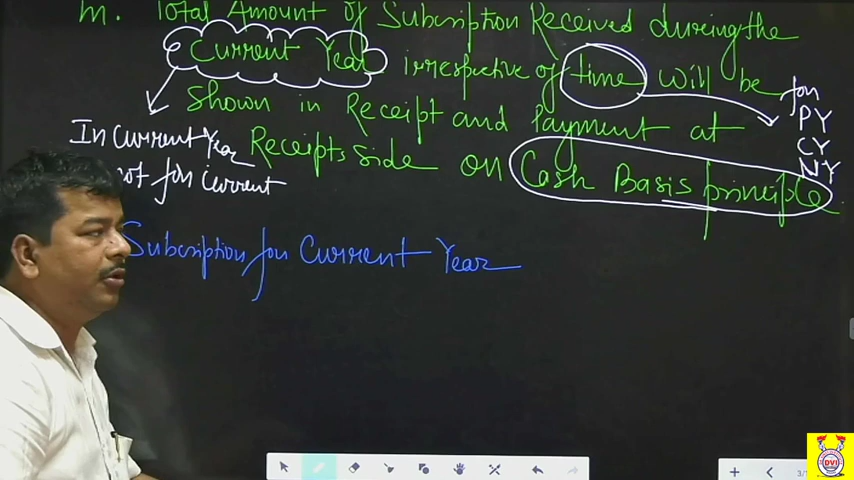 m. Total Amount of Subscription Received during the
Current Year irrespective of time will be
Shown in Receipt and Payment at
Receipts Side on Cash Basis principle.
for
PY
CY
NY
In Current Year
not for Current
Subscription for Current Year
3/
DVI